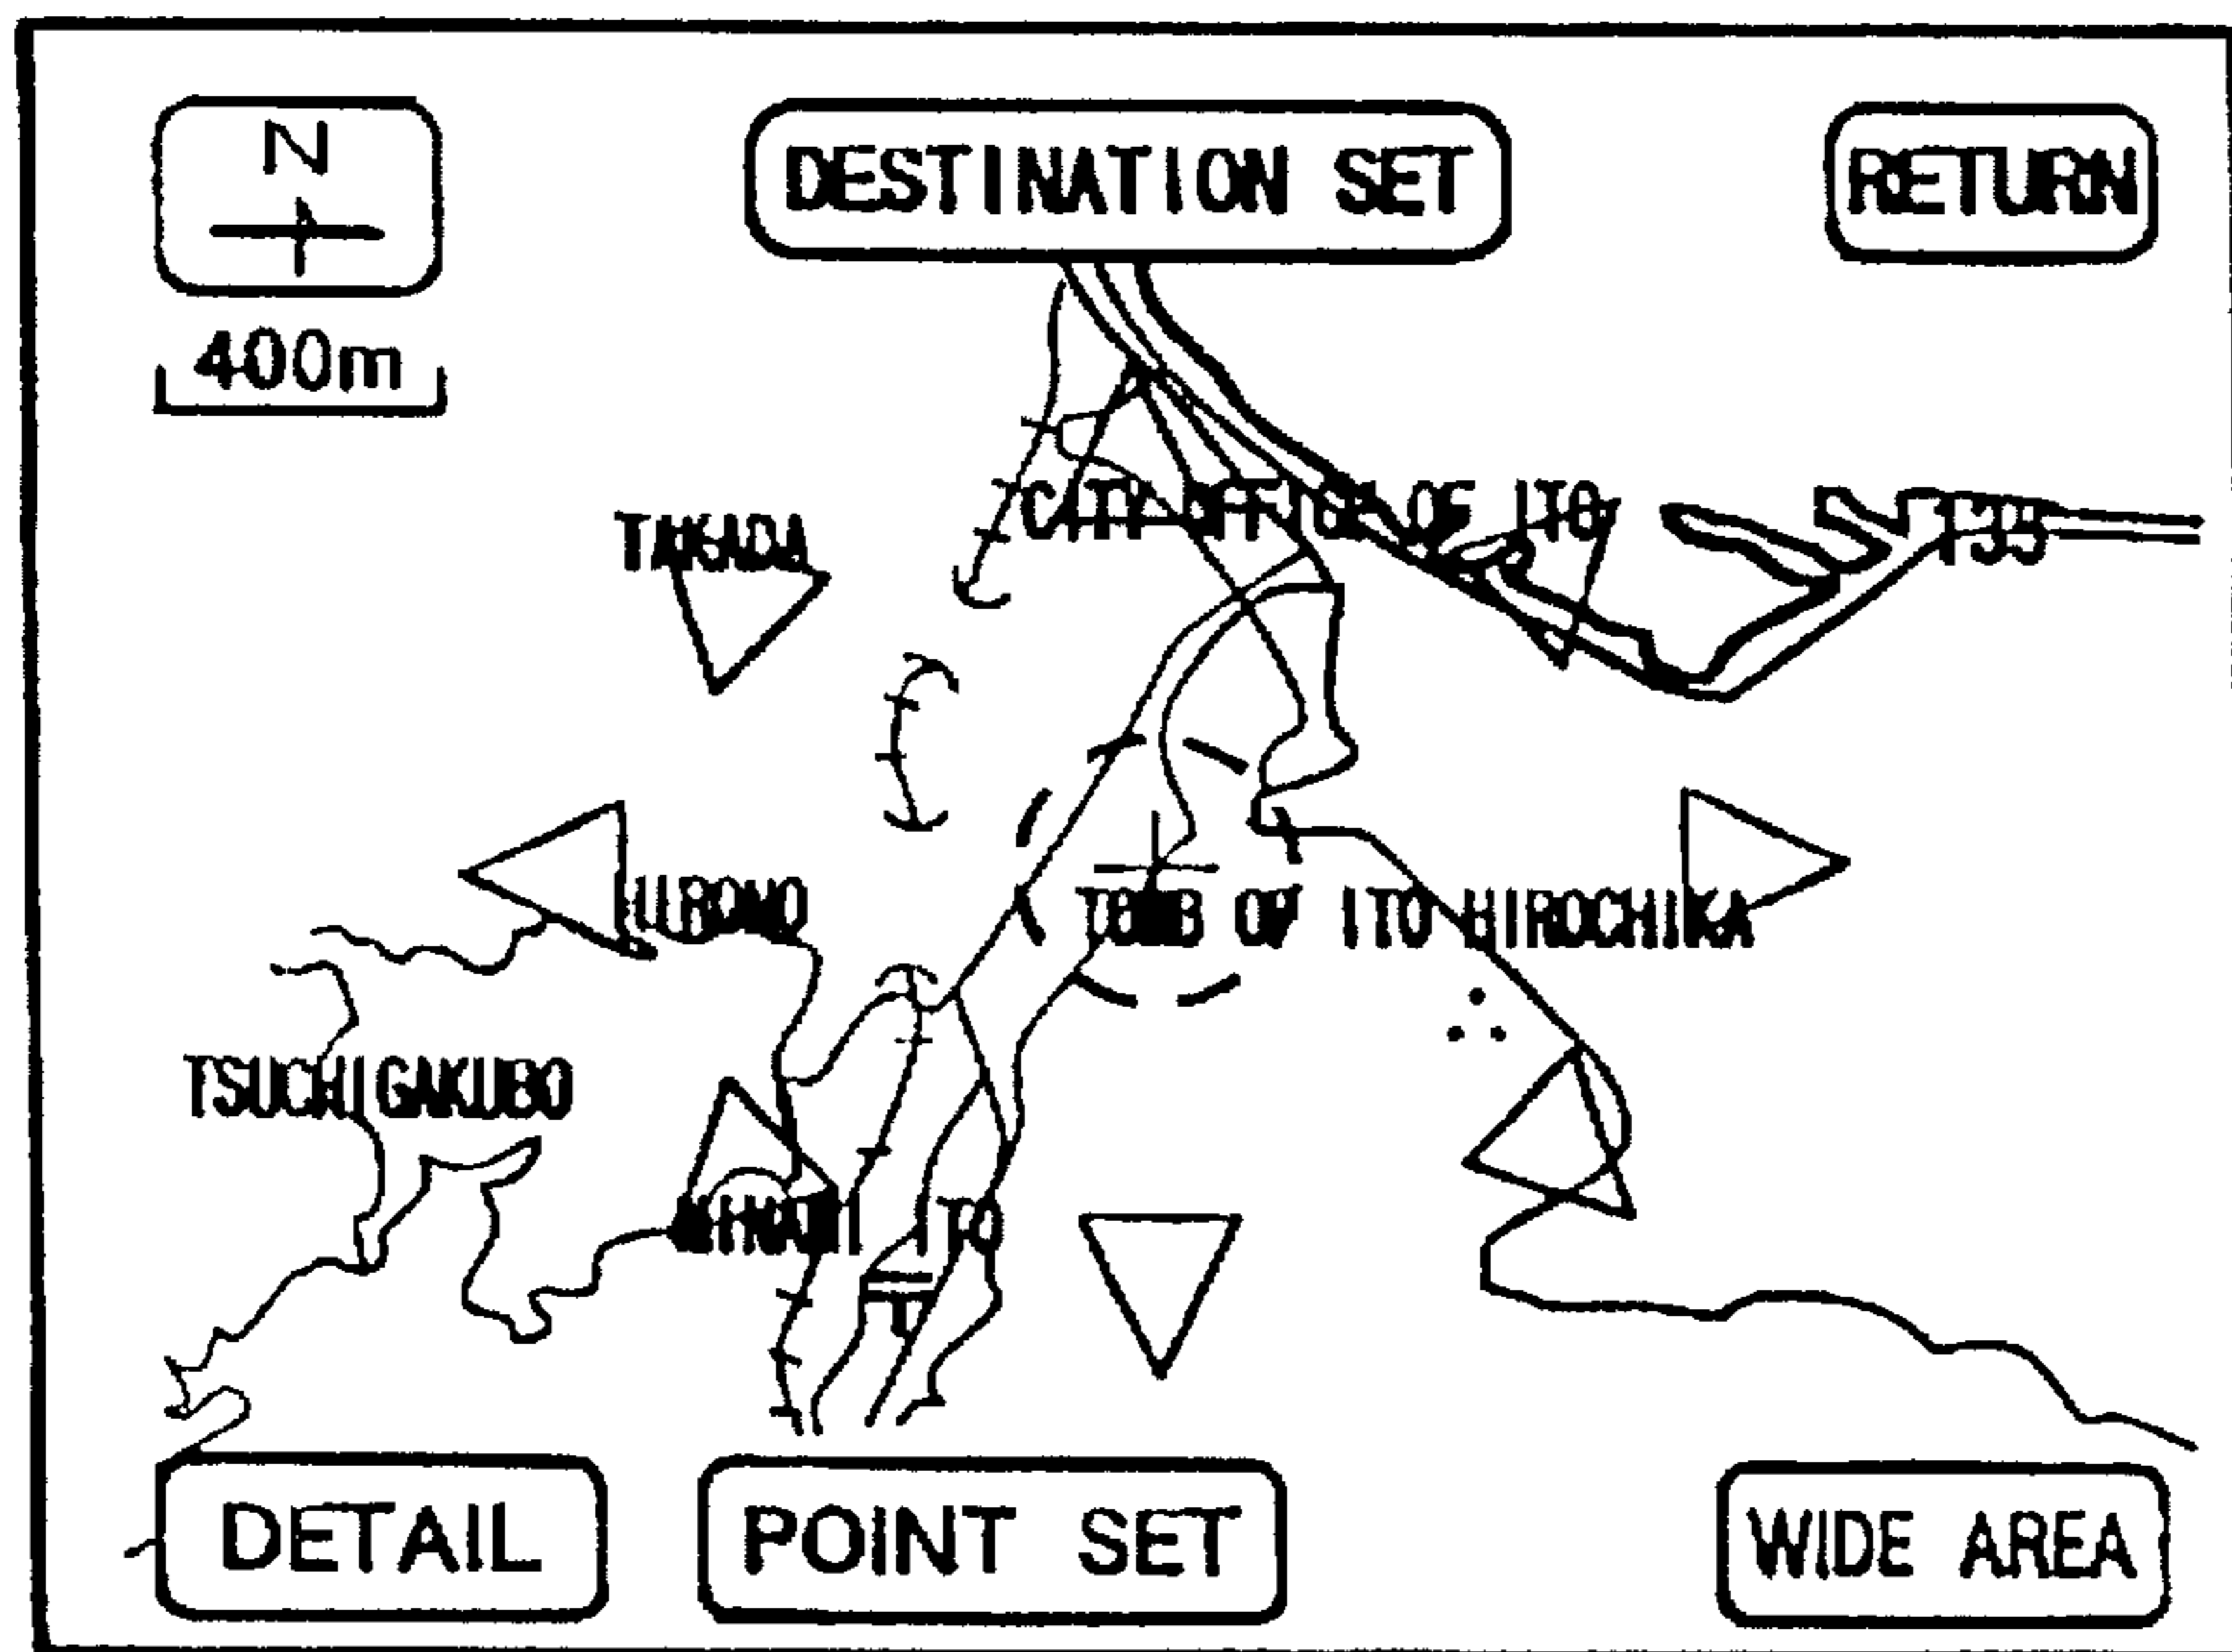 N
DESTINATION SET
RETURN
400m
CITY OFFICE OF ITO
135
TAKADA
TOMB OF ITO HIROCHIKA
TSUCHIGAKUBO
ITO
DETAIL
POINT SET
WIDE AREA